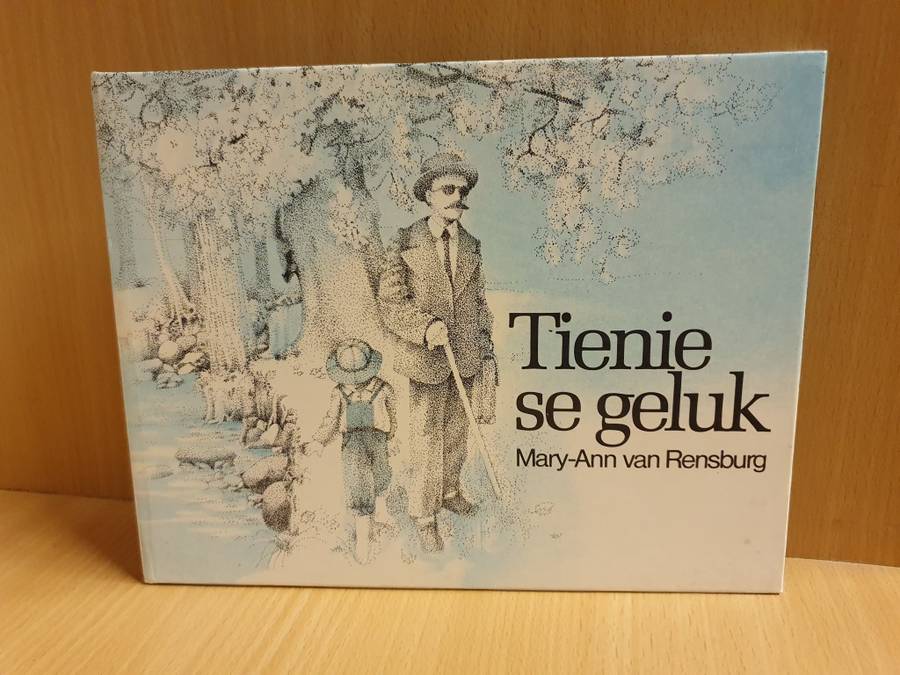 Tienie
se geluk
Mary-Ann van Rensburg